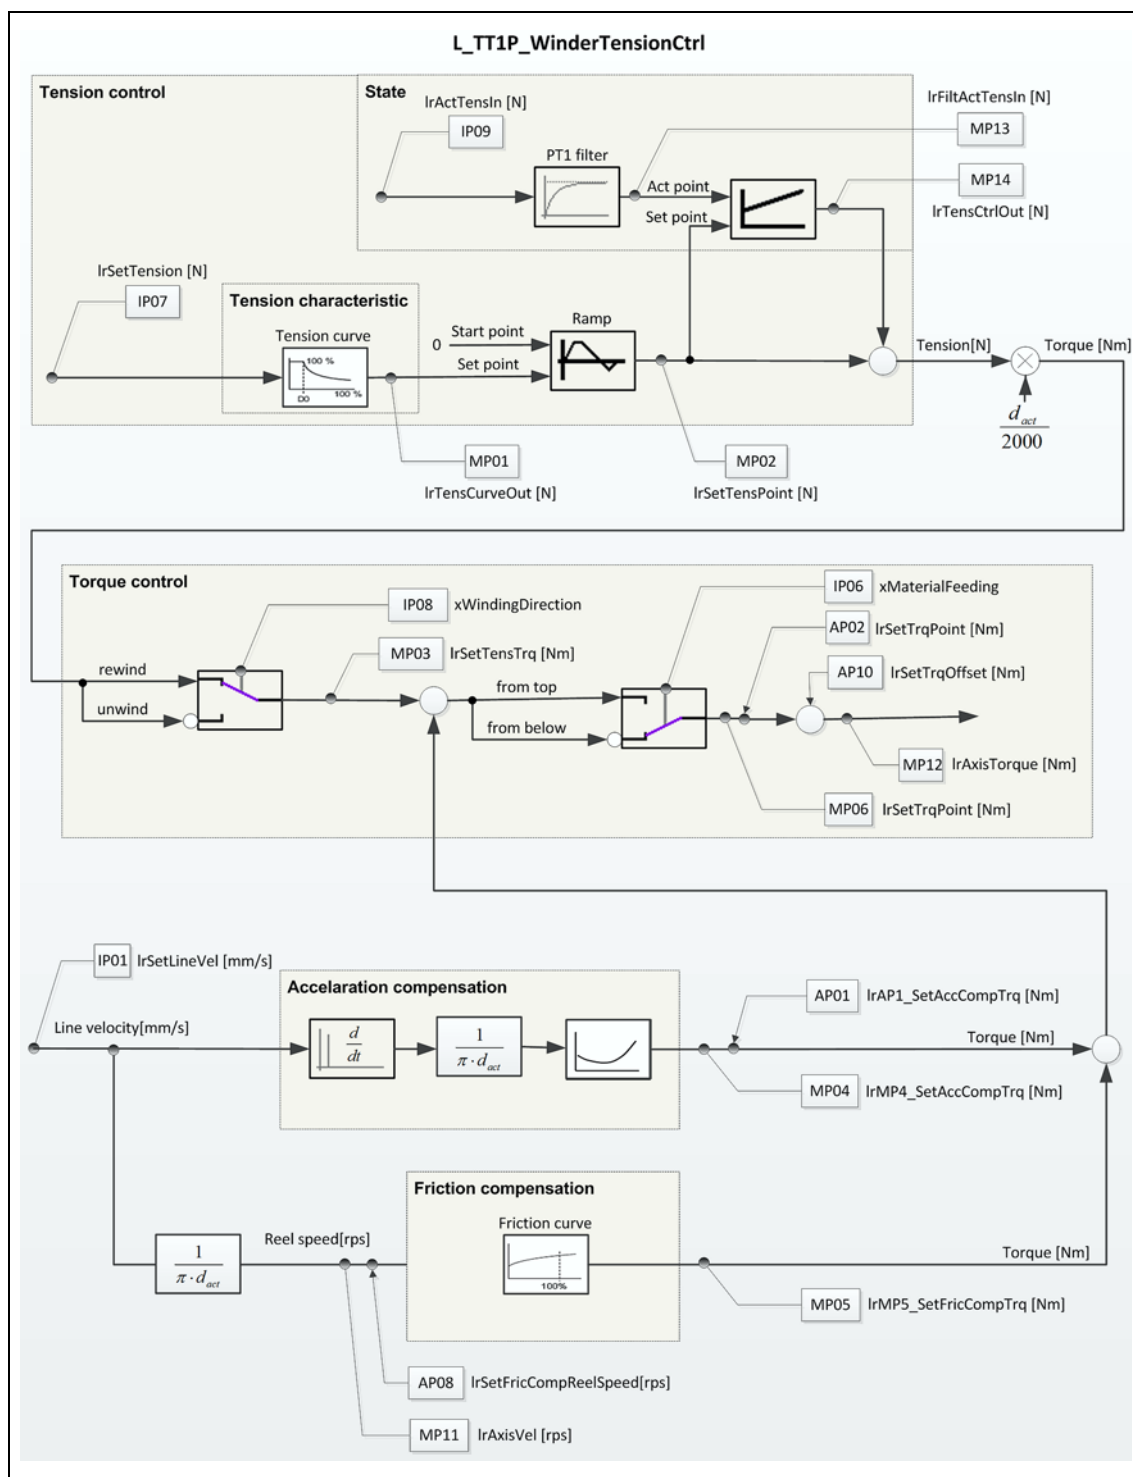 L_TT1P_WinderTensionCtrl
Tension control
State
lrActTensIn [N]
IP09
lrFiltActTensIn [N]
MP13
PT1 filter
MP14
Act point
lrTensCtrlOut [N]
Set point
lrSetTension [N]
IP07
Tension characteristic
Tension curve
100 %
100 %
D0
0
Start point
Set point
Ramp
Tension[N]
Torque [Nm]
d act
2000
MP01
lrTensCurveOut [N]
MP02
lrSetTensPoint [N]
Torque control
IP08 xWindingDirection
IP06 xMaterialFeeding
AP02 lrSetTrqPoint [Nm]
MP03 lrSetTensTrq [Nm]
rewind
unwind
AP10 lrSetTrqOffset [Nm]
from top
from below
MP12 lrAxisTorque [Nm]
MP06 lrSetTrqPoint [Nm]
IP01 lrSetLineVel [mm/s]
Accelaration compensation
AP01 lrAP1_SetAccCompTrq [Nm]
Line velocity[mm/s]
d
dt
1
π · d act
Torque [Nm]
MP04 lrMP4_SetAccCompTrq [Nm]
Friction compensation
Friction curve
100%
Reel speed[rps]
1
π · d act
Torque [Nm]
MP05 lrMP5_SetFricCompTrq [Nm]
AP08 lrSetFricCompReelSpeed[rps]
MP11 lrAxisVel [rps]